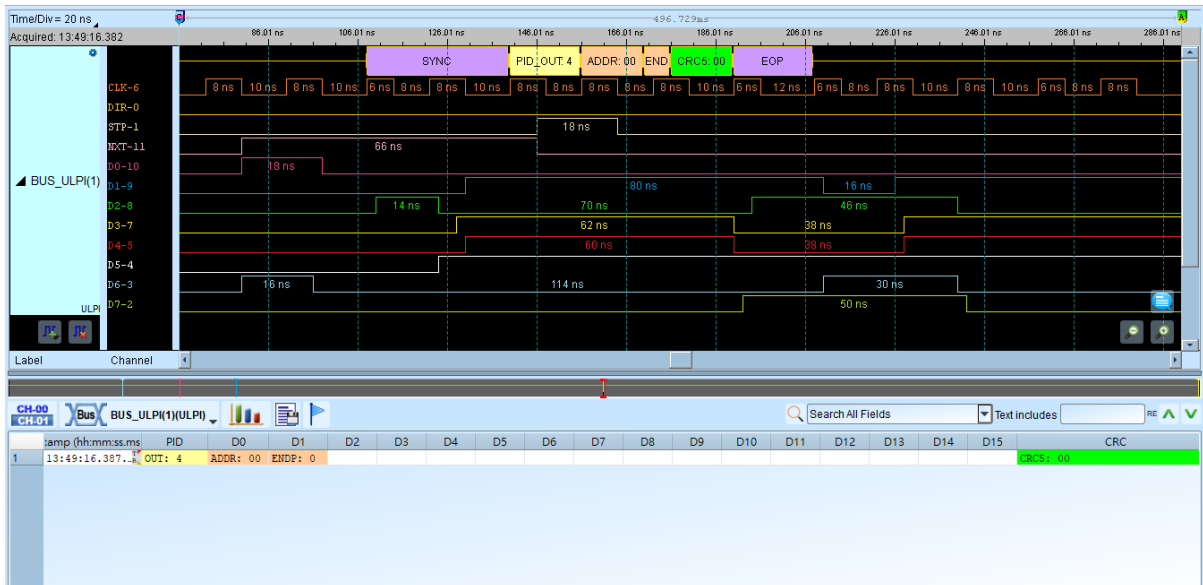 Time/Div = 20 ns
496.729ms
A
Acquired: 13:49:16.382
86.01 ns 106.01 ns 126.01 ns 146.01 ns 166.01 ns 186.01 ns 206.01 ns 226.01 ns 246.01 ns 266.01 ns 286.01 ns
SYNC PID_OUT: 4 ADDR: 00 END CRC5: 00 EOP
CLK-6 8 ns 10 ns 8 ns 10 ns 6 ns 8 ns 8 ns 10 ns 8 ns 8 ns 8 ns 8 ns 8 ns 10 ns 6 ns 12 ns 6 ns 8 ns 8 ns 10 ns 8 ns 10 ns 6 ns 8 ns 8 ns
DIR-0
STP-1 18 ns
NXT-11 66 ns
D0-10 18 ns
BUS_ULPI(1)
D1-9 80 ns 16 ns
D2-8 14 ns 70 ns 46 ns
D3-7 62 ns 38 ns
D4-5 60 ns 38 ns
D5-4
D6-3 16 ns 114 ns 30 ns
ULPI
D7-2 50 ns
Label Channel
CH-00
CH-01
Bus BUS_ULPI(1)(ULPI) Search All Fields Text includes RE
tamp (hh:mm:ss.ms PID D0 D1 D2 D3 D4 D5 D6 D7 D8 D9 D10 D11 D12 D13 D14 D15 CRC
1 13:49:16.387. OUT: 4 ADDR: 00 ENDP: 0 CRC5: 00